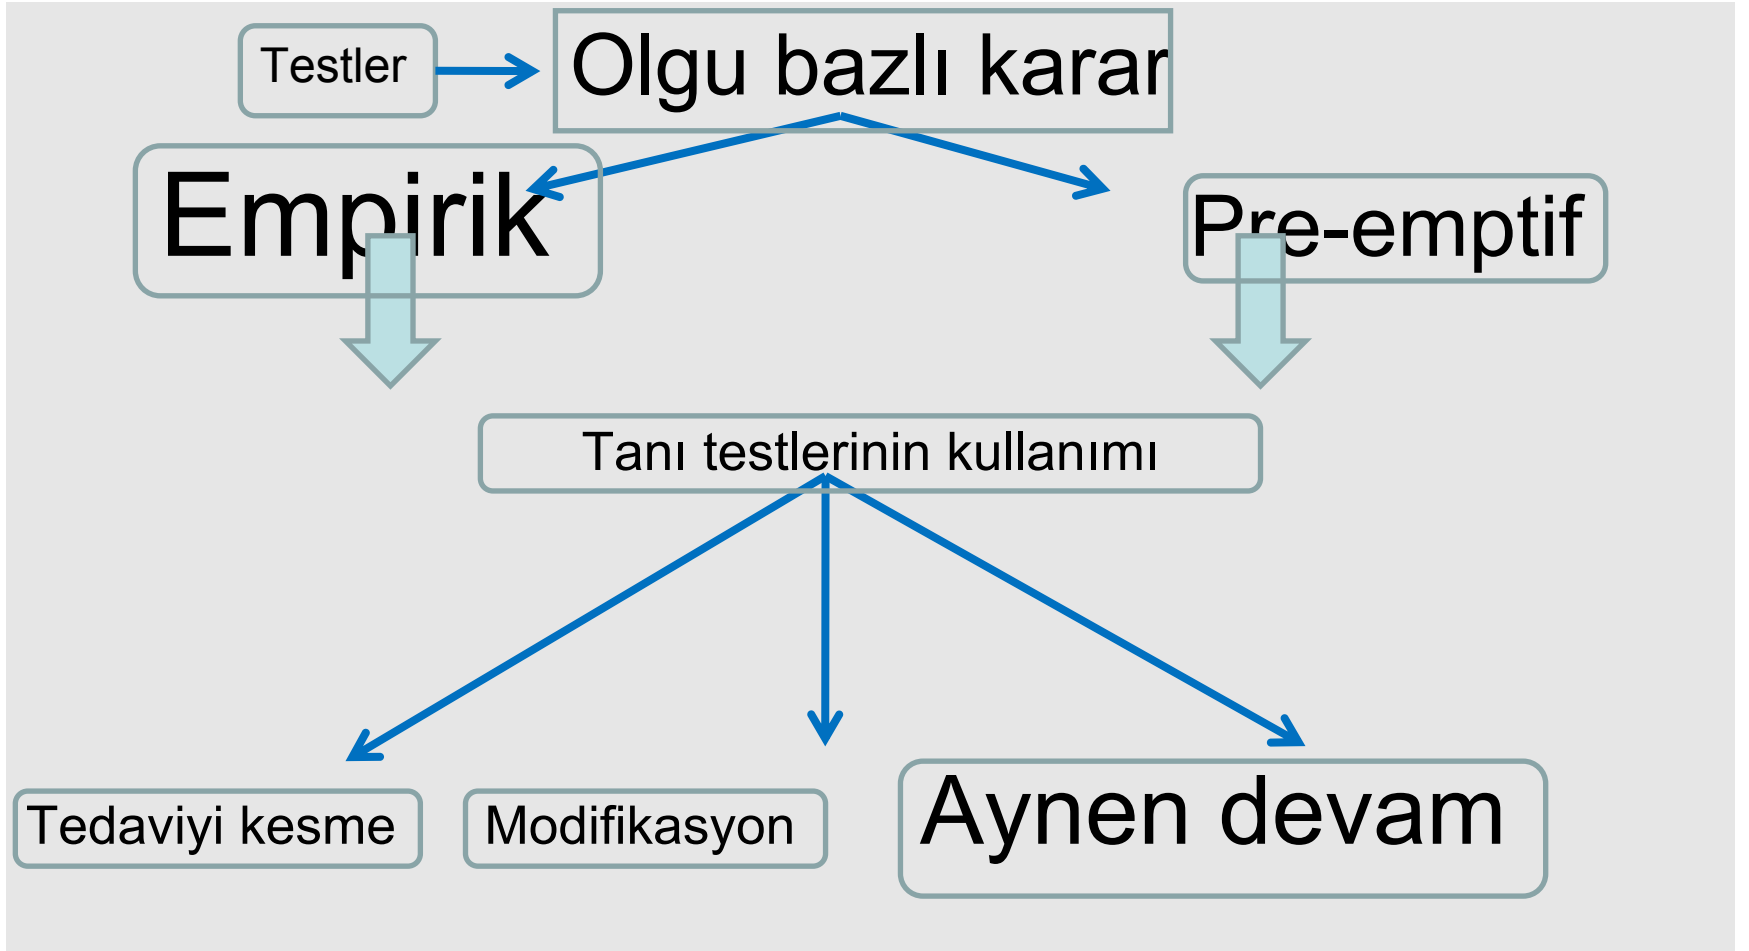 Testler
Olgu bazlı karar
Empirik
Pre-emptif
Tanı testlerinin kullanımı
Tedaviyi kesme
Modifikasyon
Aynen devam